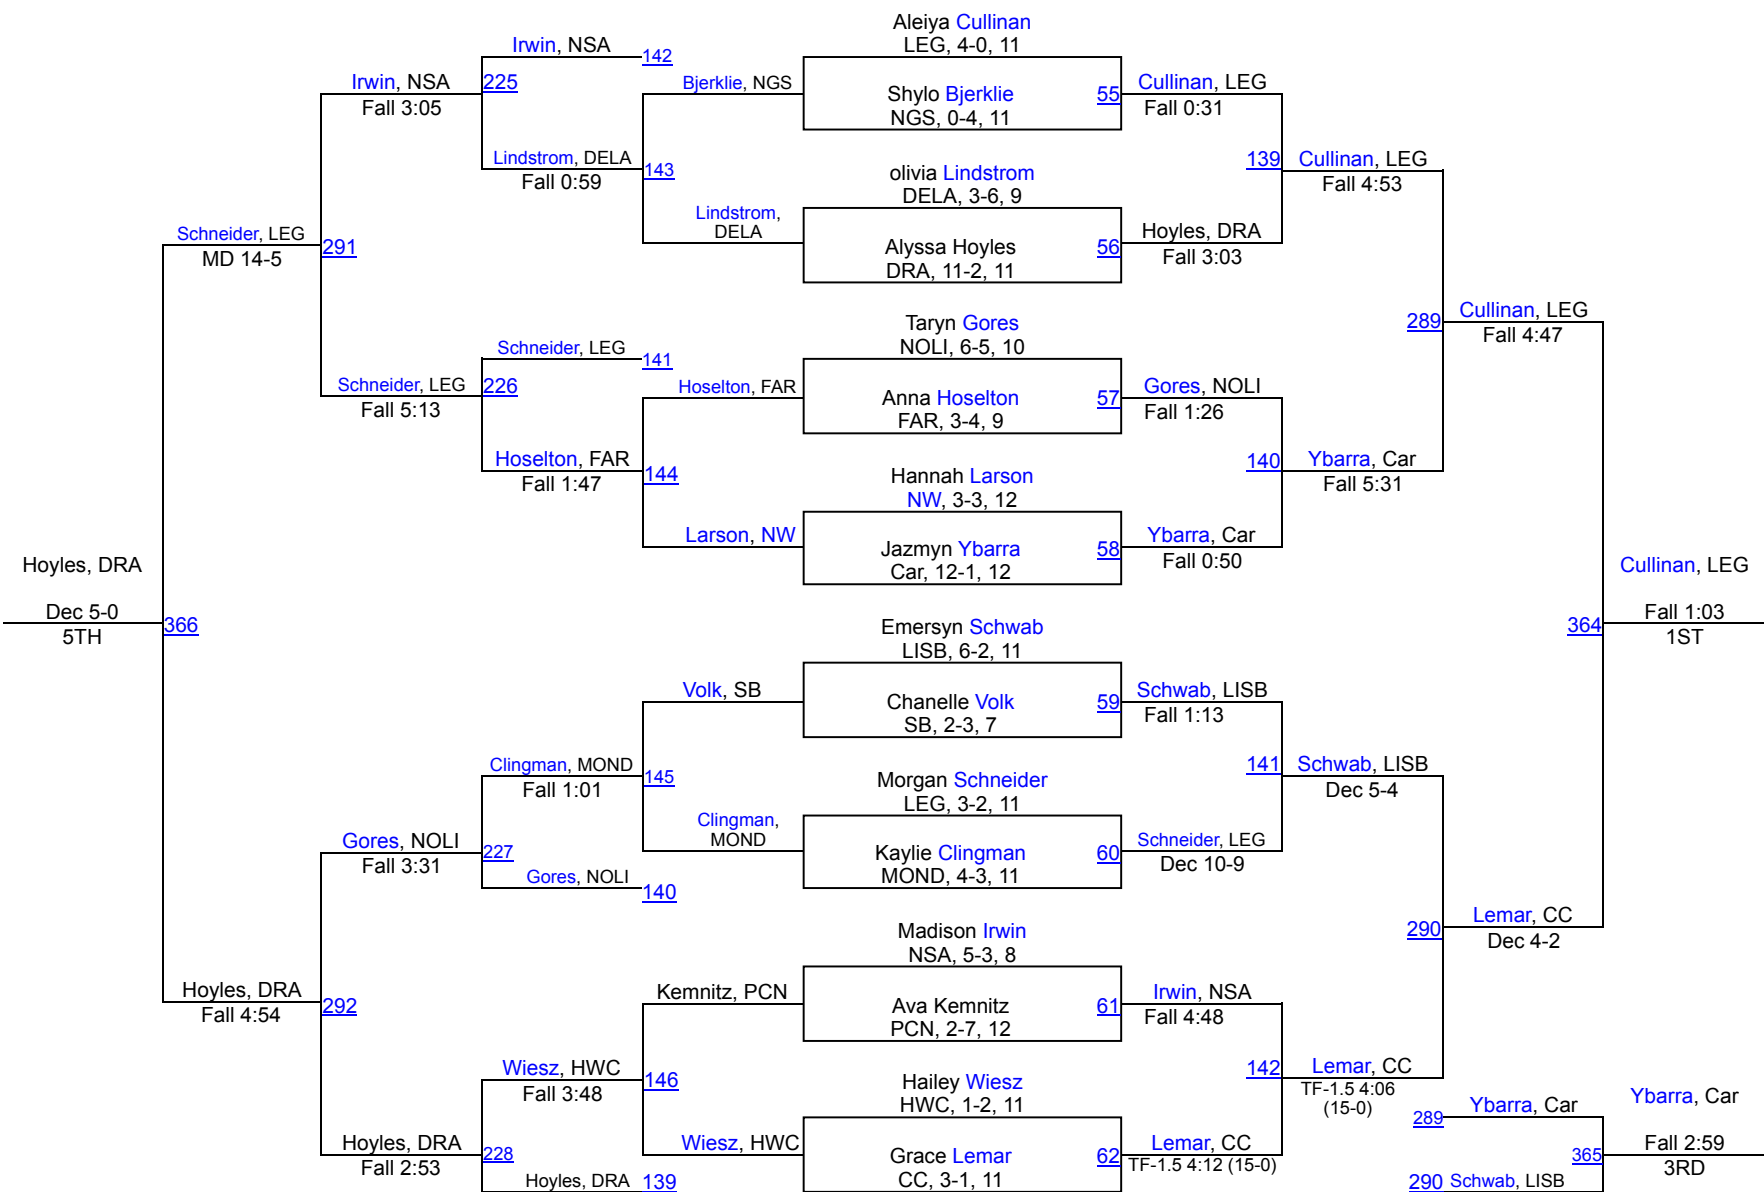 Aleiya Cullinan
LEG, 4-0, 11
Irwin, NSA
142
Irwin, NSA
225
Bjerklie, NGS
Shylo Bjerklie
55
Cullinan, LEG
Fall 3:05
NGS, 0-4, 11
Fall 0:31
Lindstrom, DELA
143
olivia Lindstrom
139
Cullinan, LEG
Fall 0:59
DELA, 3-6, 9
Fall 4:53
Lindstrom,
DELA
Schneider, LEG
291
Alyssa Hoyles
56
Hoyles, DRA
MD 14-5
DRA, 11-2, 11
Fall 3:03
Taryn Gores
NOLI, 6-5, 10
289
Cullinan, LEG
Fall 4:47
Schneider, LEG
141
Schneider, LEG
226
Hoselton, FAR
Anna Hoselton
57
Gores, NOLI
Fall 5:13
FAR, 3-4, 9
Fall 1:26
Hoselton, FAR
144
Hannah Larson
140
Ybarra, Car
Fall 1:47
NW, 3-3, 12
Fall 5:31
Larson, NW
Jazmyn Ybarra
58
Ybarra, Car
Car, 12-1, 12
Fall 0:50
Hoyles, DRA
Cullinan, LEG
Dec 5-0
366
5TH
364
Fall 1:03
1ST
Emersyn Schwab
LISB, 6-2, 11
Volk, SB
Chanelle Volk
59
Schwab, LISB
SB, 2-3, 7
Fall 1:13
Clingman, MOND
145
Morgan Schneider
141
Schwab, LISB
Fall 1:01
LEG, 3-2, 11
Dec 5-4
Clingman,
MOND
Gores, NOLI
227
Kaylie Clingman
60
Schneider, LEG
Fall 3:31
MOND, 4-3, 11
Dec 10-9
Gores, NOLI
140
Madison Irwin
NSA, 5-3, 8
290
Lemar, CC
Dec 4-2
Hoyles, DRA
292
Kemnitz, PCN
Ava Kemnitz
61
Irwin, NSA
Fall 4:54
PCN, 2-7, 12
Fall 4:48
Wiesz, HWC
146
Hailey Wiesz
142
Lemar, CC
Fall 3:48
HWC, 1-2, 11
TF-1.5 4:06
(15-0)
289
Ybarra, Car
Ybarra, Car
Hoyles, DRA
228
Wiesz, HWC
Grace Lemar
62
Lemar, CC
365
Fall 2:59
Fall 2:53
CC, 3-1, 11
TF-1.5 4:12 (15-0)
3RD
Hoyles, DRA
139
290
Schwab, LISB